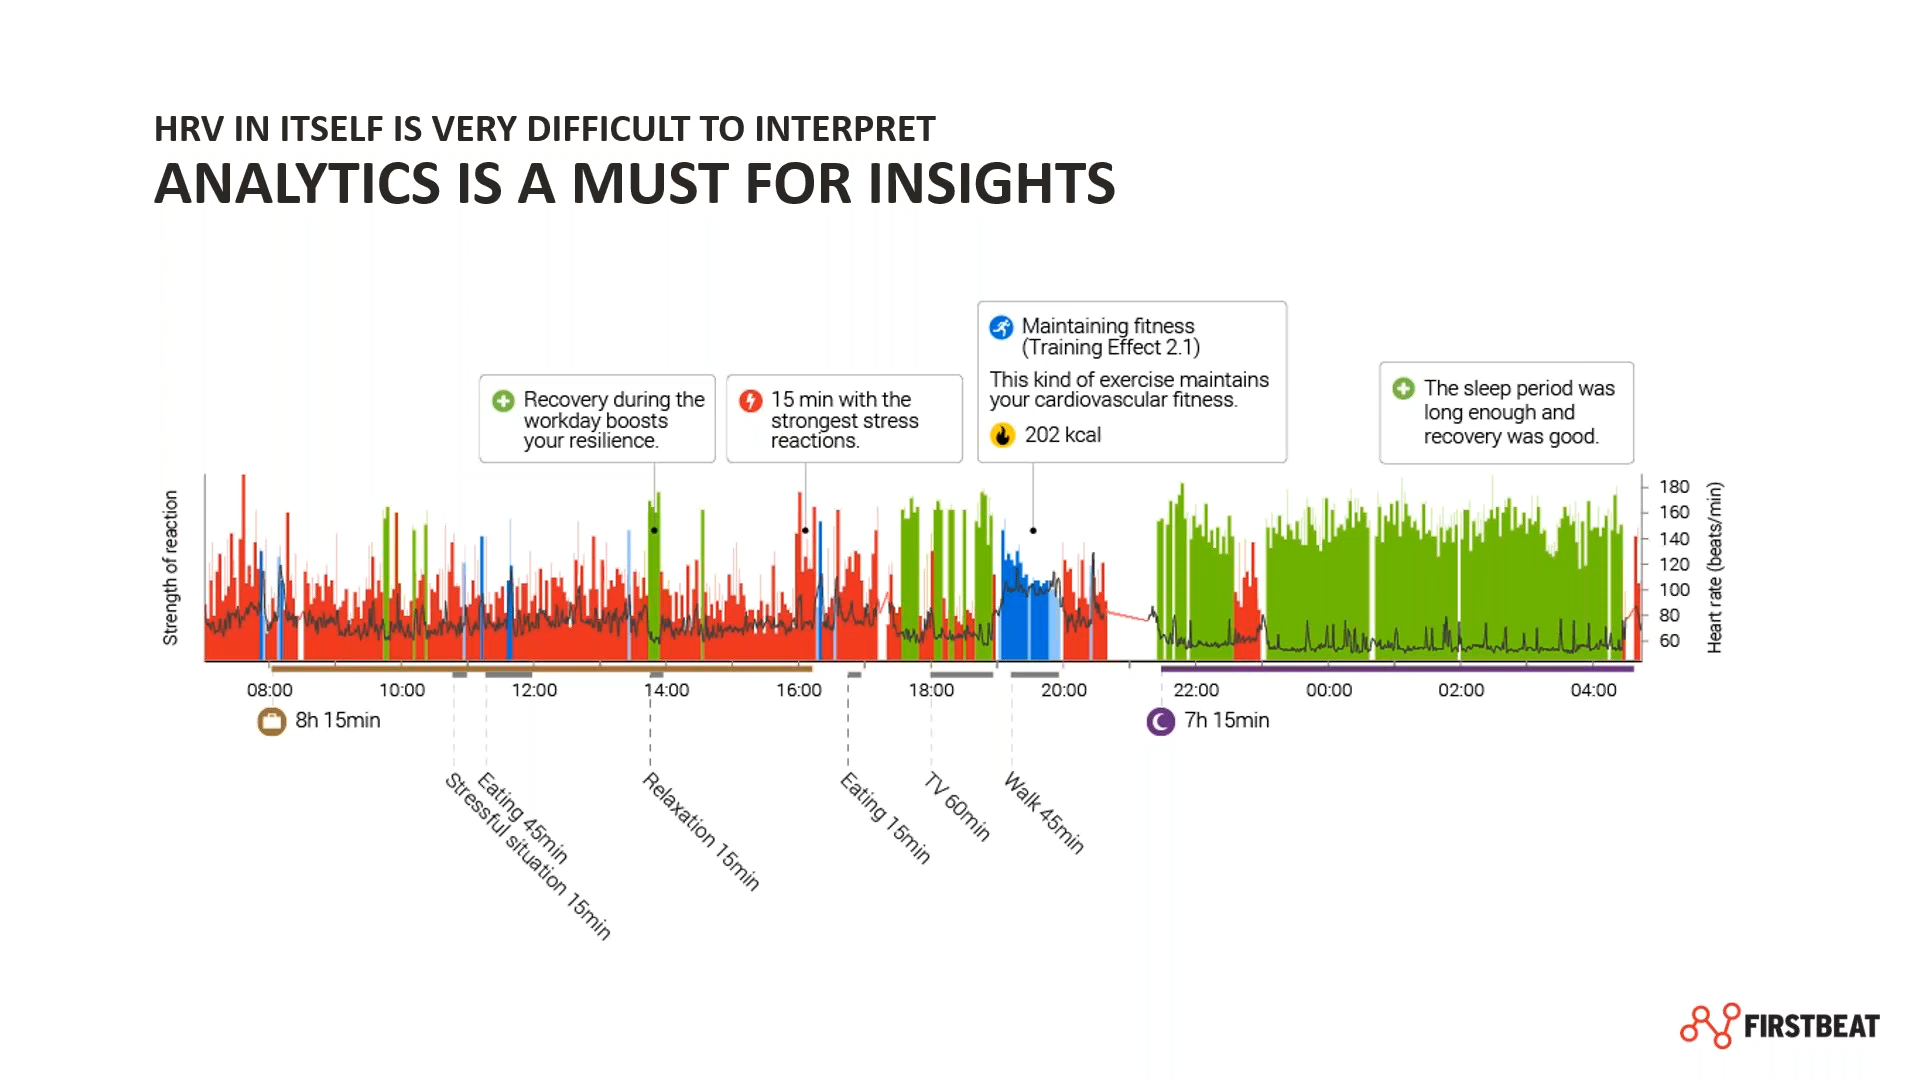 HRV IN ITSELF IS VERY DIFFICULT TO INTERPRET
ANALYTICS IS A MUST FOR INSIGHTS
Maintaining fitness
(Training Effect 2.1)
This kind of exercise maintains
your cardiovascular fitness.
202 kcal
Recovery during the
workday boosts
your resilience.
15 min with the
strongest stress
reactions.
The sleep period was
long enough and
recovery was good.
Strength of reaction
180
160
140
120
100
80
60
Heart rate (beats/min)
08:00 10:00 12:00 14:00 16:00 18:00 20:00 22:00 00:00 02:00 04:00
8h 15min
7h 15min
Stressful situation 15min
Eating 45min
Relaxation 15min
Eating 15min
TV 60min
Walk 45min
FIRSTBEAT